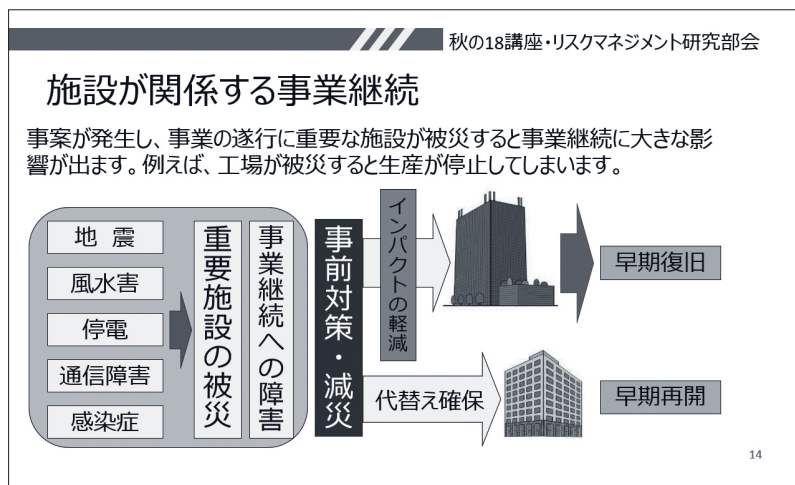 秋の18講座・リスクマネジメント研究部会
施設が関係する事業継続
事案が発生し、事業の遂行に重要な施設が被災すると事業継続に大きな影
響が出ます。例えば、工場が被災すると生産が停止してしまいます。
地 震
風水害
停電
通信障害
感染症
重要施設の被災
事業継続への障害
事前対策・減災
インパクトの軽減
早期復旧
代替え確保
早期再開
14